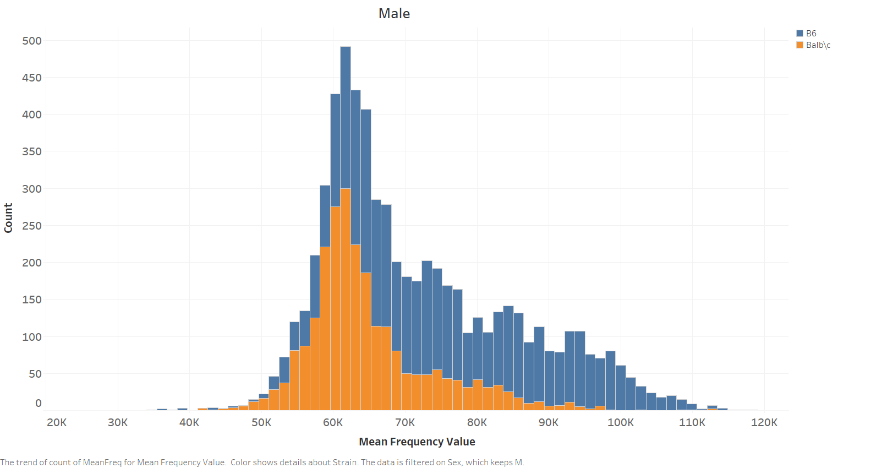 Male
B6
Balb\c
500
450
400
350
300
250
200
150
100
50
0
Count
20K 30K 40K 50K 60K 70K 80K 90K 100K 110K 120K
Mean Frequency Value
The trend of count of MeanFreq for Mean Frequency Value. Color shows details about Strain. The data is filtered on Sex, which keeps M.